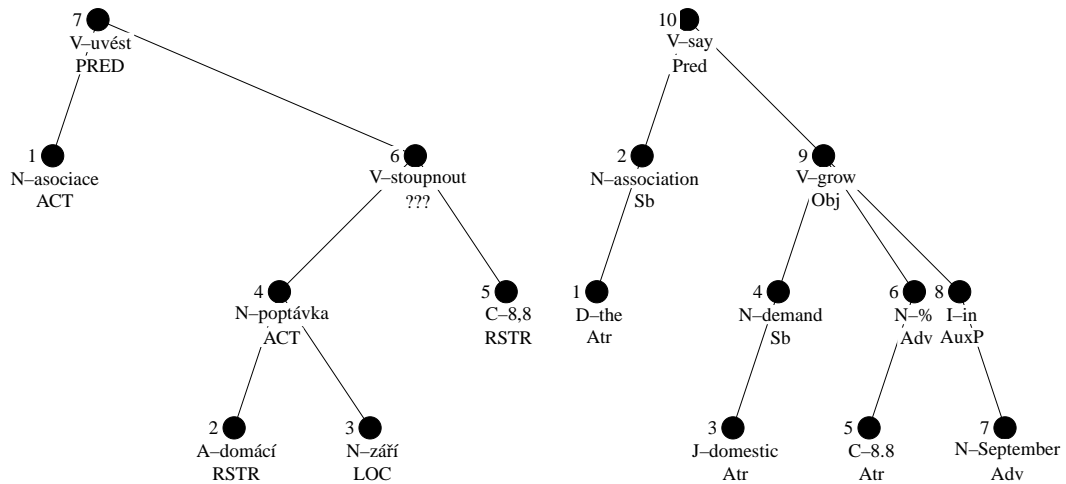 7
V–uvést
PRED
1
N–asociace
ACT
6
V–stoupnout
???
4
N–poptávka
ACT
5
C–8,8
RSTR
2
A–domácí
RSTR
3
N–září
LOC
10
V–say
Pred
2
N–association
Sb
9
V–grow
Obj
1
D–the
Atr
4
N–demand
Sb
6
N–%
Adv
8
I–in
AuxP
3
J–domestic
Atr
5
C–8.8
Atr
7
N–September
Adv